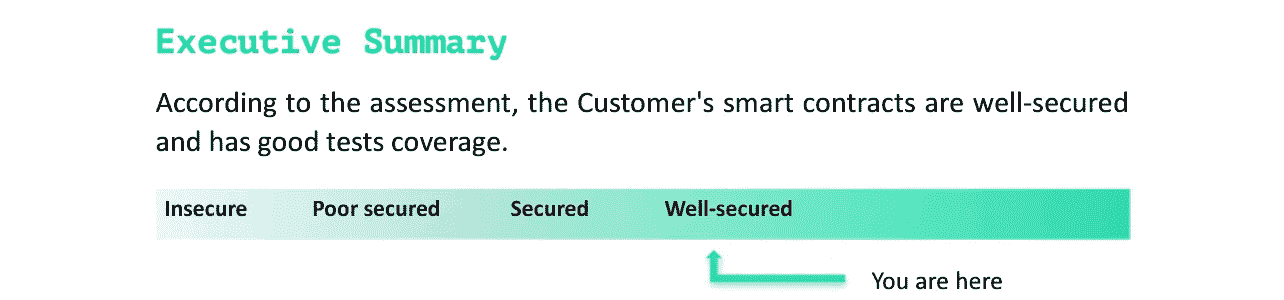 Executive Summary
According to the assessment, the Customer's smart contracts are well-secured
and has good tests coverage.
Insecure Poor secured Secured Well-secured
You are here